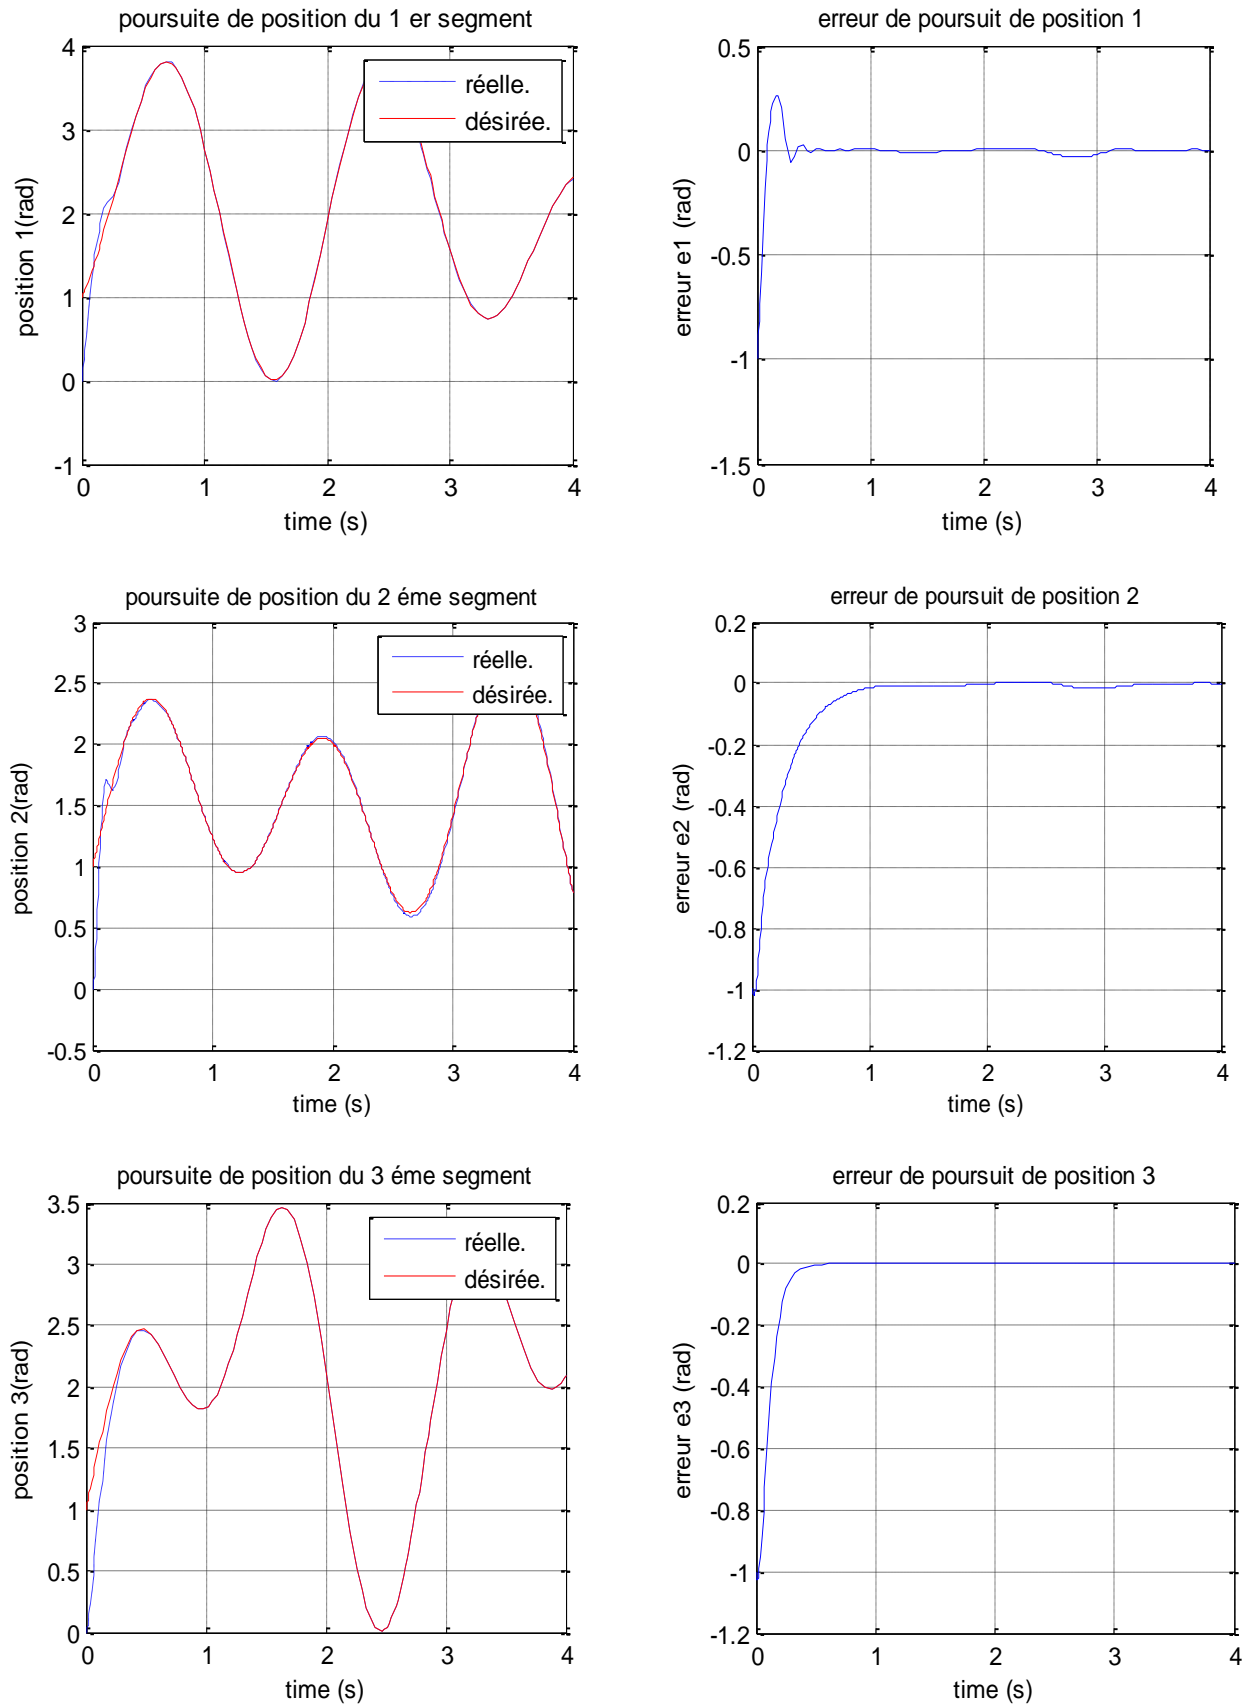 poursuite de position du 1 er segment
4
3
2
1
0
-1
position 1(rad)
réelle.
désirée.
0 1 2 3 4
time (s)
erreur de poursuit de position 1
0.5
0
-0.5
-1
-1.5
erreur e1 (rad)
0 1 2 3 4
time (s)
poursuite de position du 2 éme segment
3
2.5
2
1.5
1
0.5
0
-0.5
position 2(rad)
réelle.
désirée.
0 1 2 3 4
time (s)
erreur de poursuit de position 2
0.2
0
-0.2
-0.4
-0.6
-0.8
-1
-1.2
erreur e2 (rad)
0 1 2 3 4
time (s)
poursuite de position du 3 éme segment
3.5
3
2.5
2
1.5
1
0.5
0
position 3(rad)
réelle.
désirée.
0 1 2 3 4
time (s)
erreur de poursuit de position 3
0.2
0
-0.2
-0.4
-0.6
-0.8
-1
-1.2
erreur e3 (rad)
0 1 2 3 4
time (s)